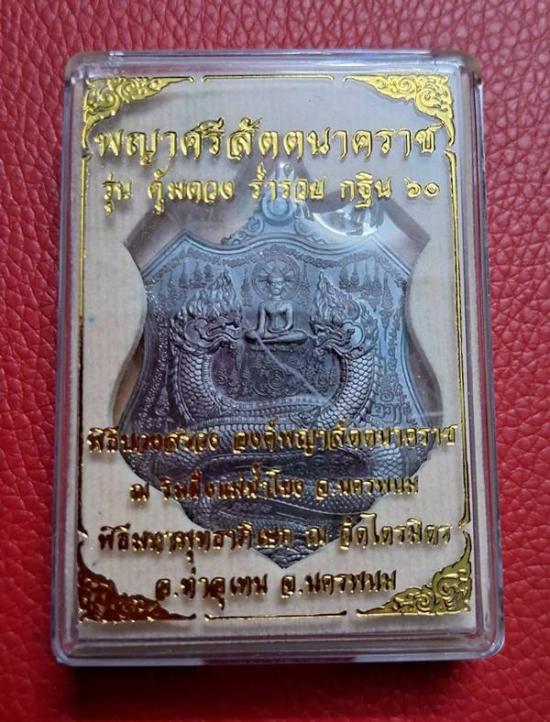 พญาศรีสัตตนาคราช
รุ่น คุ้มดวง ร่ำรวย กฐิน ๖๐
พิธีบวงสรวง องค์พญาสัตตนาคราช
ณ ริมฝั่งแม่น้ำโขง จ.นครพนม
พิธีมหาพุทธาภิเษก ณ วัดไตรมิตร
อ.ท่าอุเทน จ.นครพนม